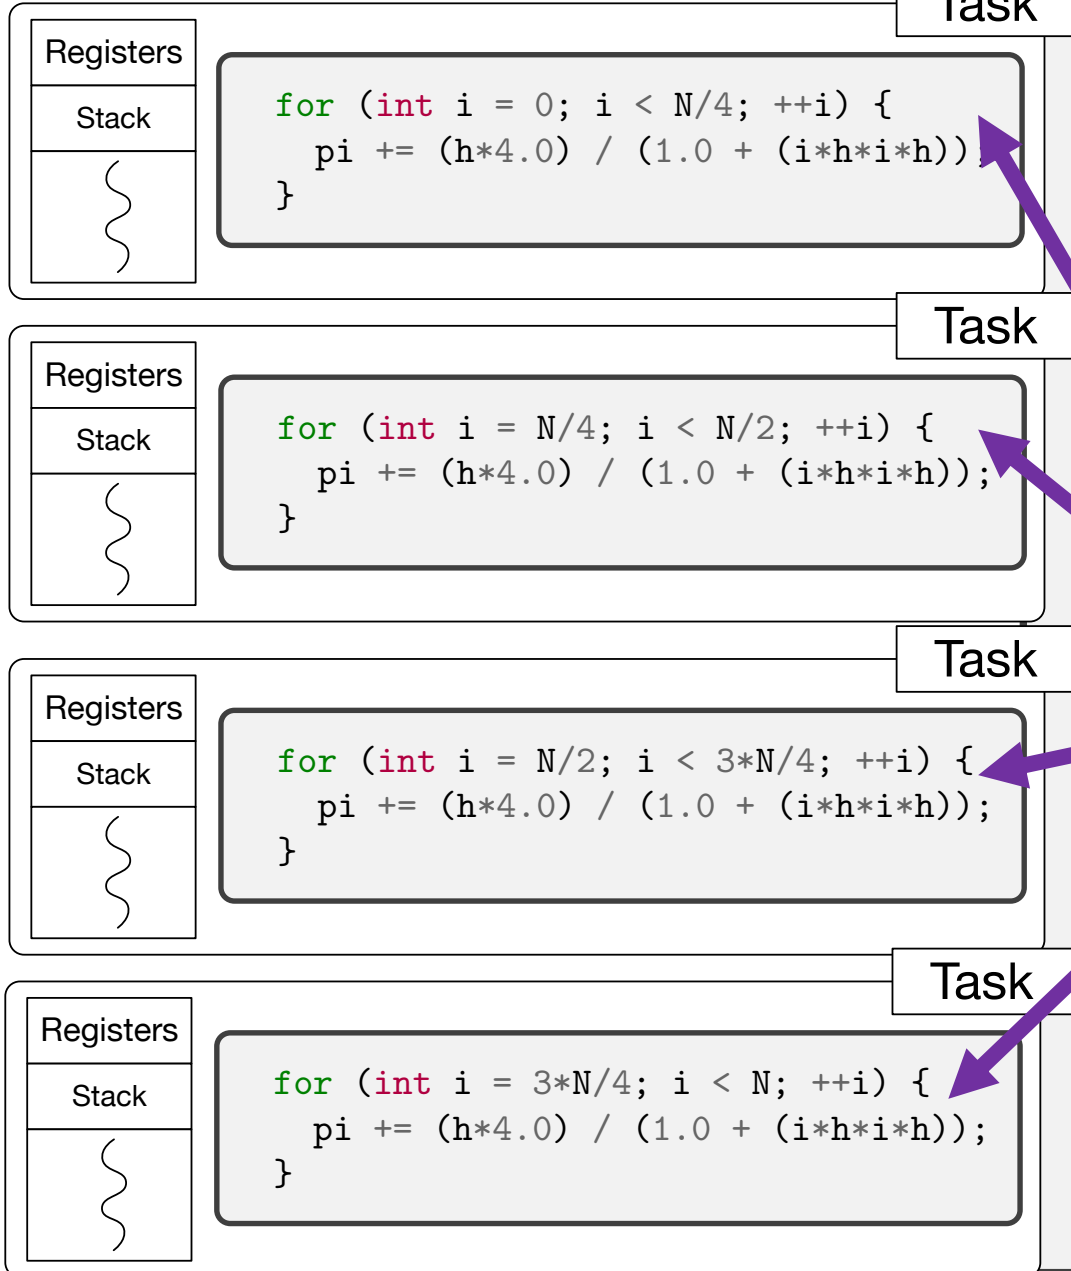 Task
Registers
Stack
for (int i = 0; i < N/4; ++i) {
pi += (h*4.0) / (1.0 + (i*h*i*h));
}
Task
Registers
Stack
for (int i = N/4; i < N/2; ++i) {
pi += (h*4.0) / (1.0 + (i*h*i*h));
}
Task
Registers
Stack
for (int i = N/2; i < 3*N/4; ++i) {
pi += (h*4.0) / (1.0 + (i*h*i*h));
}
Task
Registers
Stack
for (int i = 3*N/4; i < N; ++i) {
pi += (h*4.0) / (1.0 + (i*h*i*h));
}